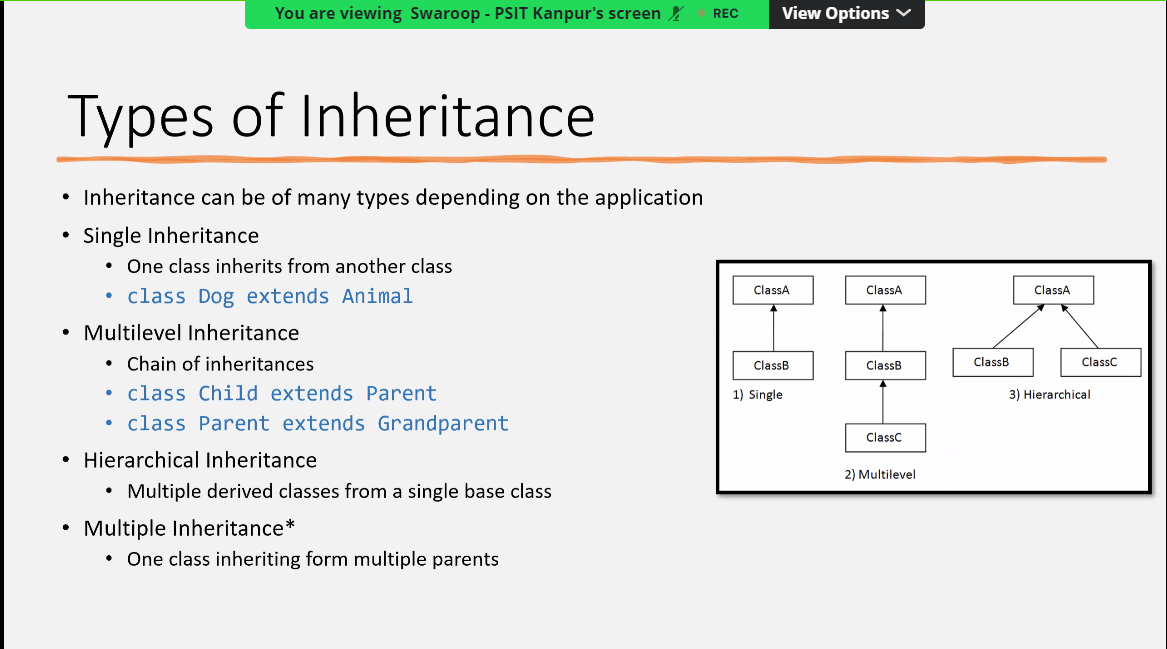 You are viewing Swaroop - PSIT Kanpur's screen REC View Options
Types of Inheritance
• Inheritance can be of many types depending on the application
• Single Inheritance
• One class inherits from another class
• class Dog extends Animal
• Multilevel Inheritance
• Chain of inheritances
• class Child extends Parent
• class Parent extends Grandparent
• Hierarchical Inheritance
• Multiple derived classes from a single base class
• Multiple Inheritance*
• One class inheriting form multiple parents
ClassA ClassA ClassA
ClassB ClassB ClassB ClassC
1) Single 3) Hierarchical
ClassC
2) Multilevel